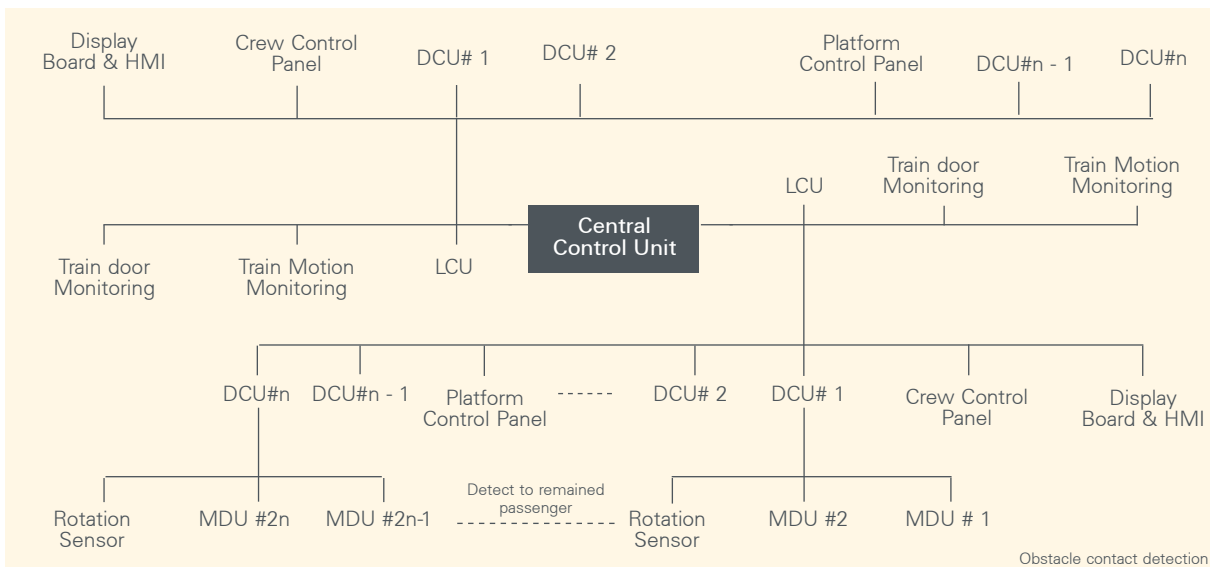 Display
Board & HMI
Crew Control
Panel
DCU# 1
DCU# 2
Platform
Control Panel
DCU#n - 1
DCU#n
LCU
Train door
Monitoring
Train Motion
Monitoring
Central
Control Unit
Train door
Monitoring
Train Motion
Monitoring
LCU
DCU#n
DCU#n - 1
Platform
Control Panel
DCU# 2
DCU# 1
Crew Control
Panel
Display
Board & HMI
Rotation
Sensor
MDU #2n
MDU #2n-1
Detect to remained
passenger
Rotation
Sensor
MDU #2
MDU # 1
Obstacle contact detection